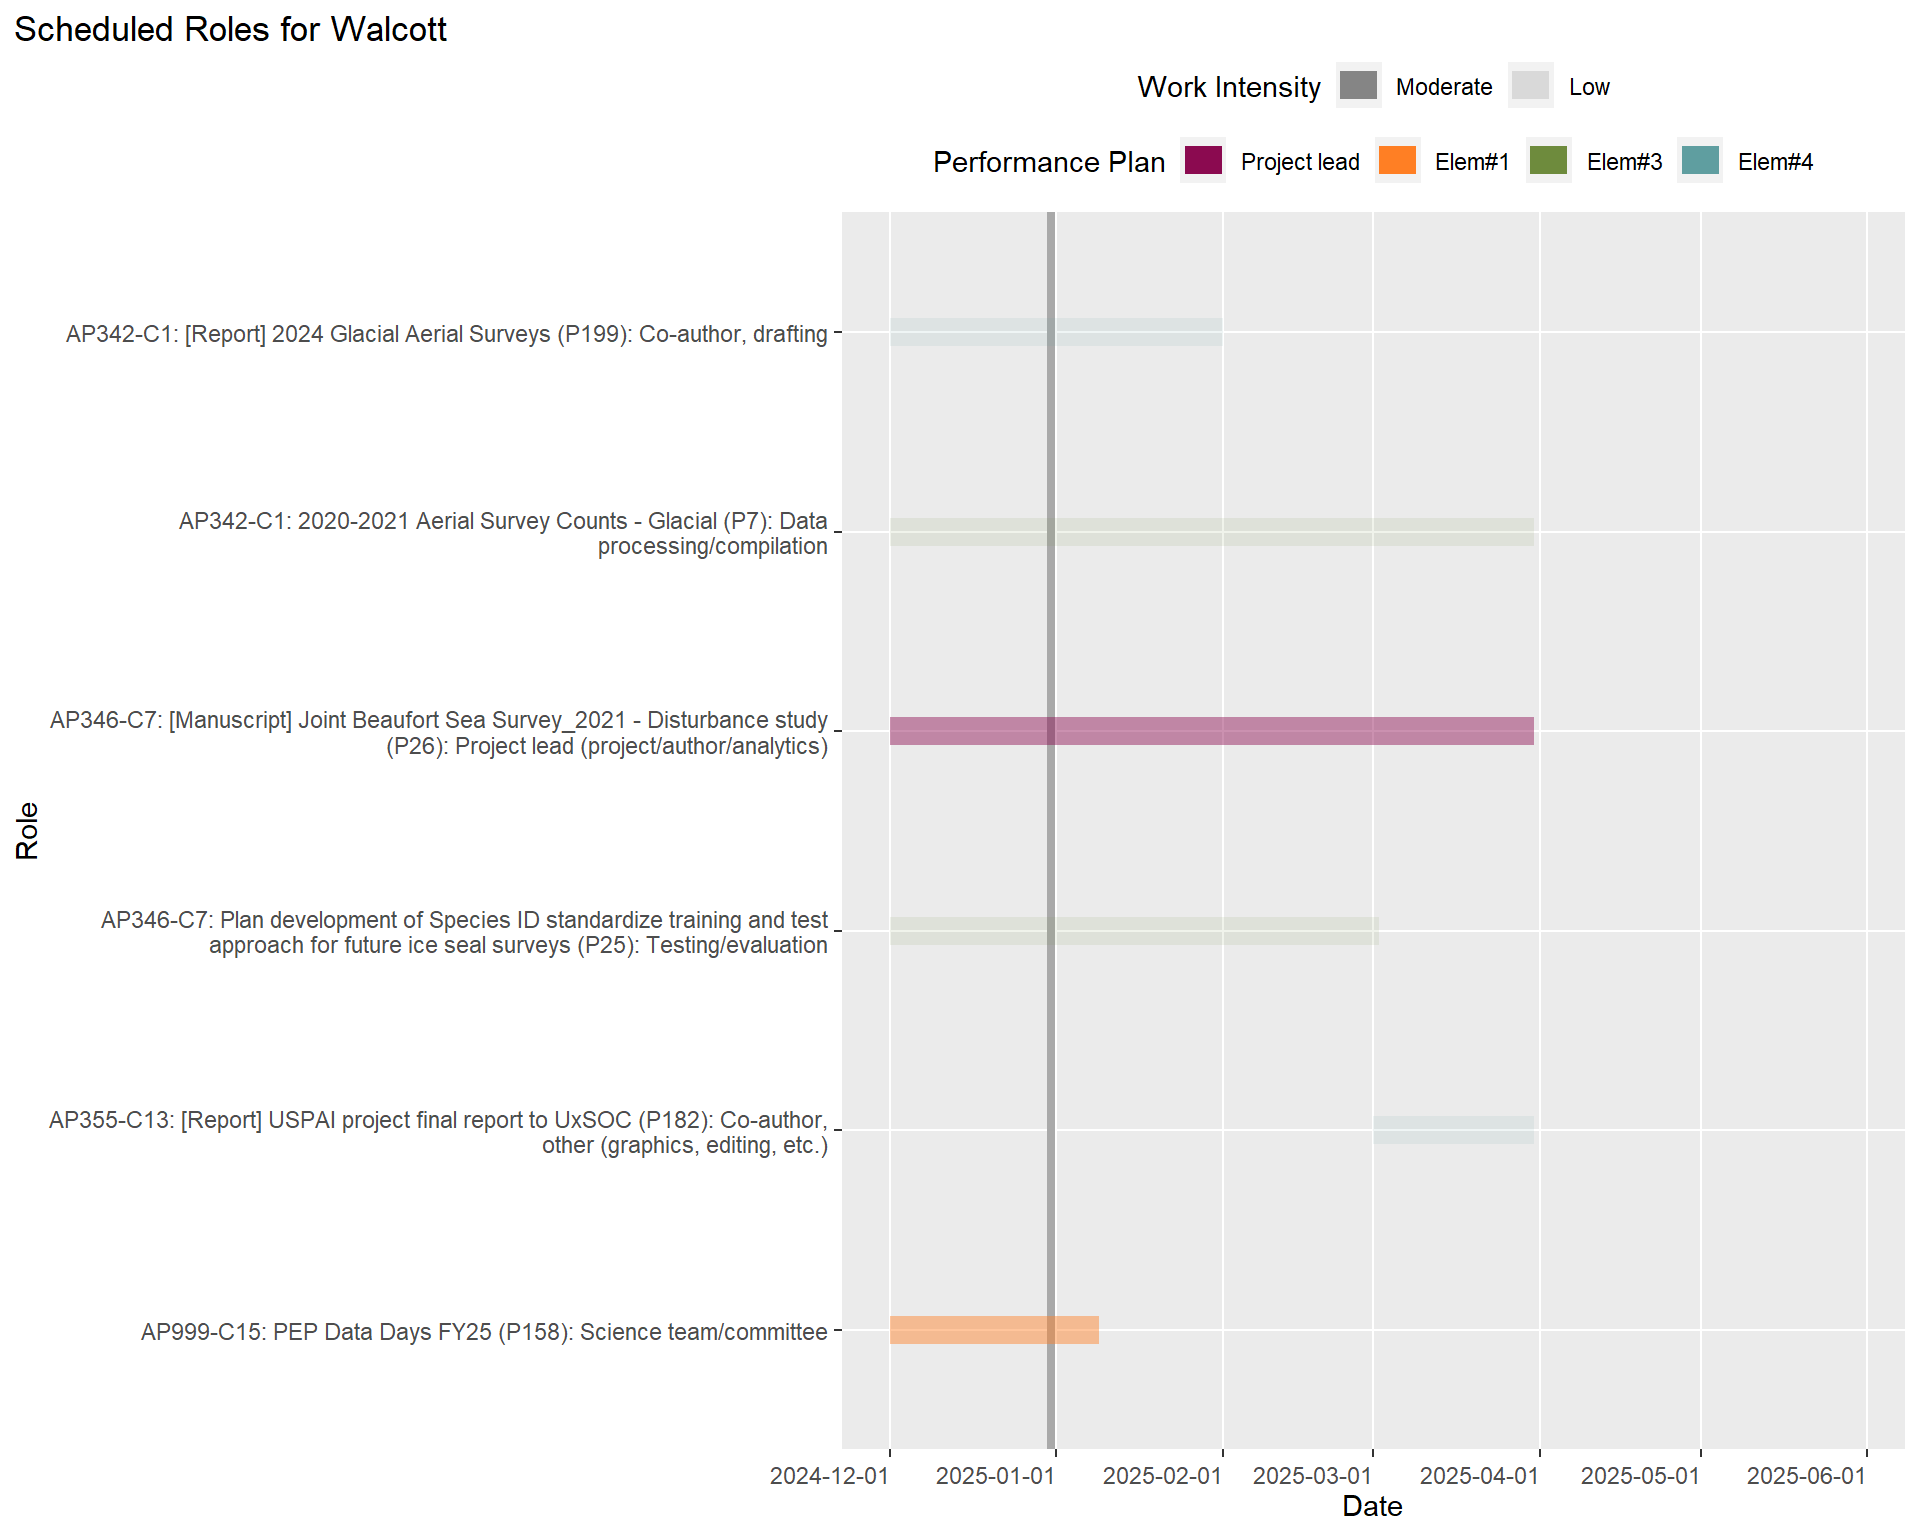 Scheduled Roles for Walcott
Work Intensity Moderate Low
Performance Plan Project lead Elem#1 Elem#3 Elem#4
AP342-C1: [Report] 2024 Glacial Aerial Surveys (P199): Co-author, drafting
AP342-C1: 2020-2021 Aerial Survey Counts - Glacial (P7): Data
processing/compilation
AP346-C7: [Manuscript] Joint Beaufort Sea Survey_2021 - Disturbance study
(P26): Project lead (project/author/analytics)
Role
AP346-C7: Plan development of Species ID standardize training and test
approach for future ice seal surveys (P25): Testing/evaluation
AP355-C13: [Report] USPAI project final report to UxSOC (P182): Co-author,
other (graphics, editing, etc.)
AP999-C15: PEP Data Days FY25 (P158): Science team/committee
2024-12-01 2025-01-01 2025-02-01 2025-03-01 2025-04-01 2025-05-01 2025-06-01
Date